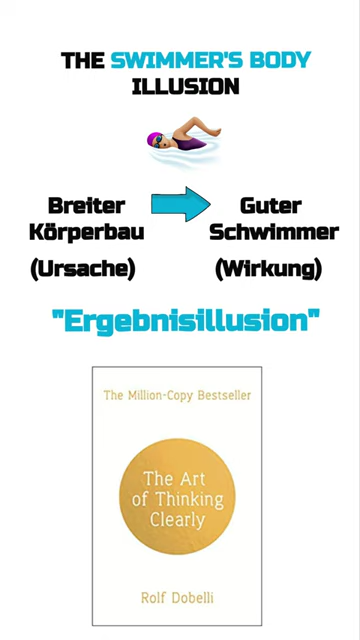 THE SWIMMER'S BODY
ILLUSION
Breiter
Körperbau
(Ursache)
Guter
Schwimmer
(Wirkung)
"Ergebnisillusion"
The Million-Copy Bestseller
The Art
of Thinking
Clearly
Rolf Dobelli